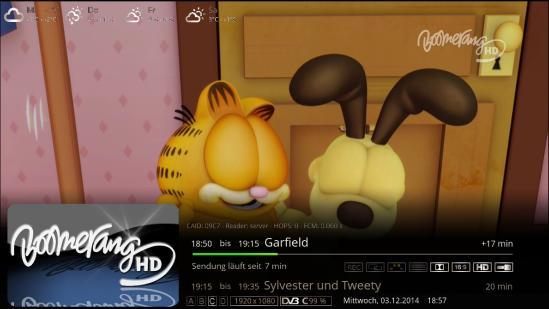 Mi
Do
Fr
Sa
Boomerang HD
CAID: 09C7 · Reader: server · HOPS: 0 · ECM: 0.060 s
18:50 bis 19:15 Garfield +17 min
Sendung läuft seit 7 min
REC
16:9 HD
19:15 bis 19:35 Sylvester und Tweety 20 min
A B C D 1920 x 1080 DVB C 99 % Mittwoch, 03.12.2014 18:57
Boomerang HD